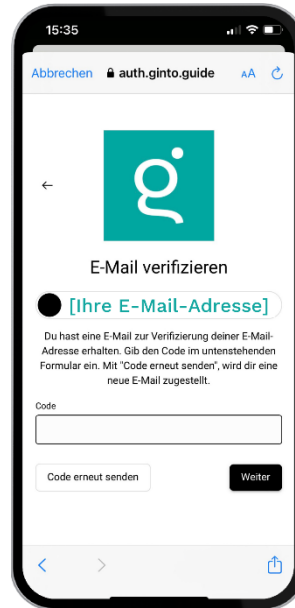 15:35
Abbrechen auth.ginto.guide AA
g
E-Mail verifizieren
[Ihre E-Mail-Adresse]
Du hast eine E-Mail zur Verifizierung deiner E-Mail-
Adresse erhalten. Gib den Code im untenstehenden
Formular ein. Mit "Code erneut senden", wird dir eine
neue E-Mail zugestellt.
Code
Code erneut senden Weiter